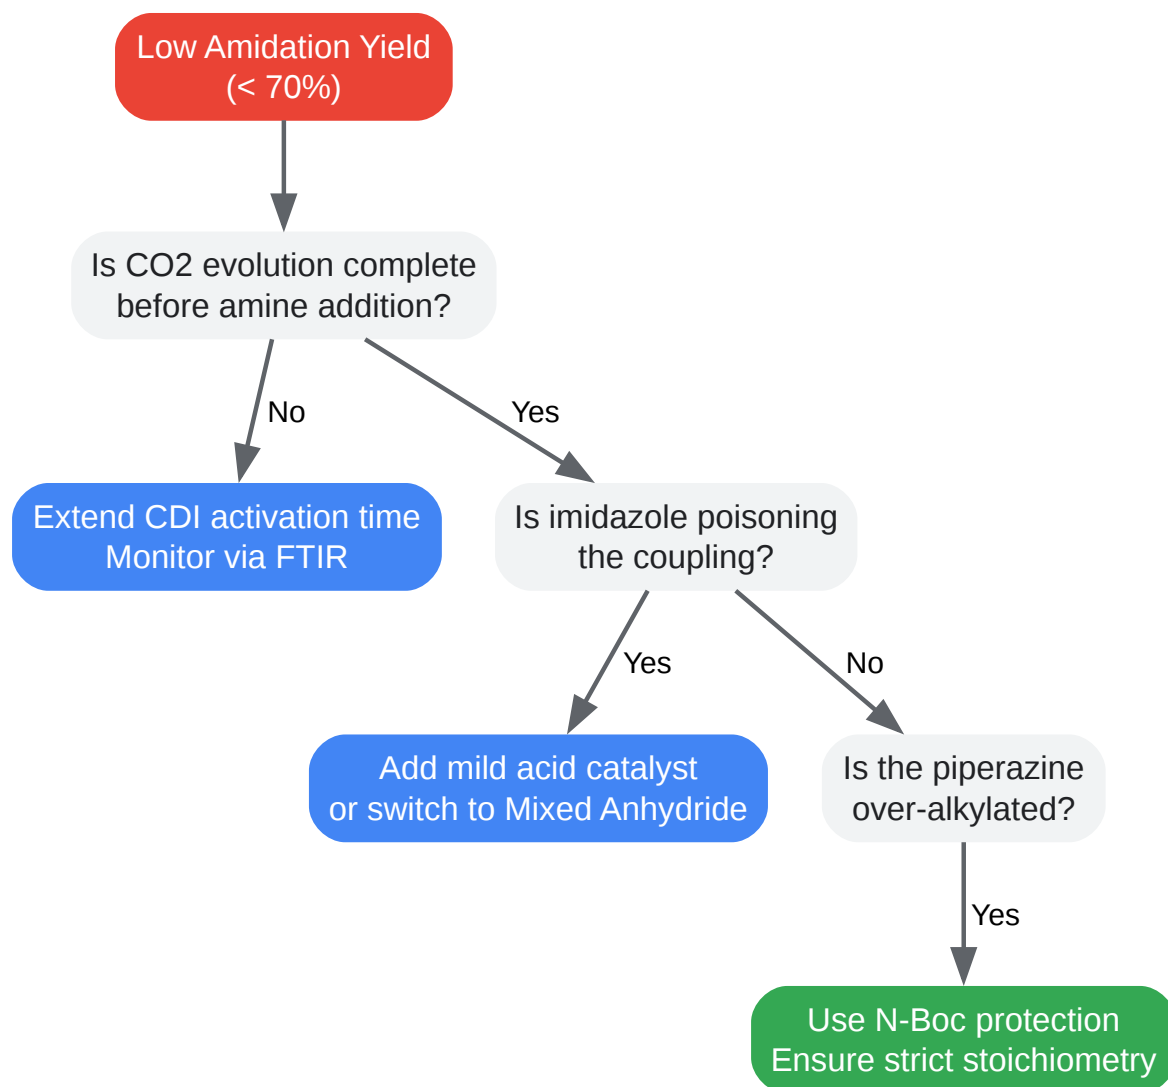 Low Amidation Yield
(< 70%)
Is CO2 evolution complete
before amine addition?
No
Yes
Extend CDI activation time
Monitor via FTIR
Is imidazole poisoning
the coupling?
Yes
No
Add mild acid catalyst
or switch to Mixed Anhydride
Is the piperazine
over-alkylated?
Yes
Use N-Boc protection
Ensure strict stoichiometry